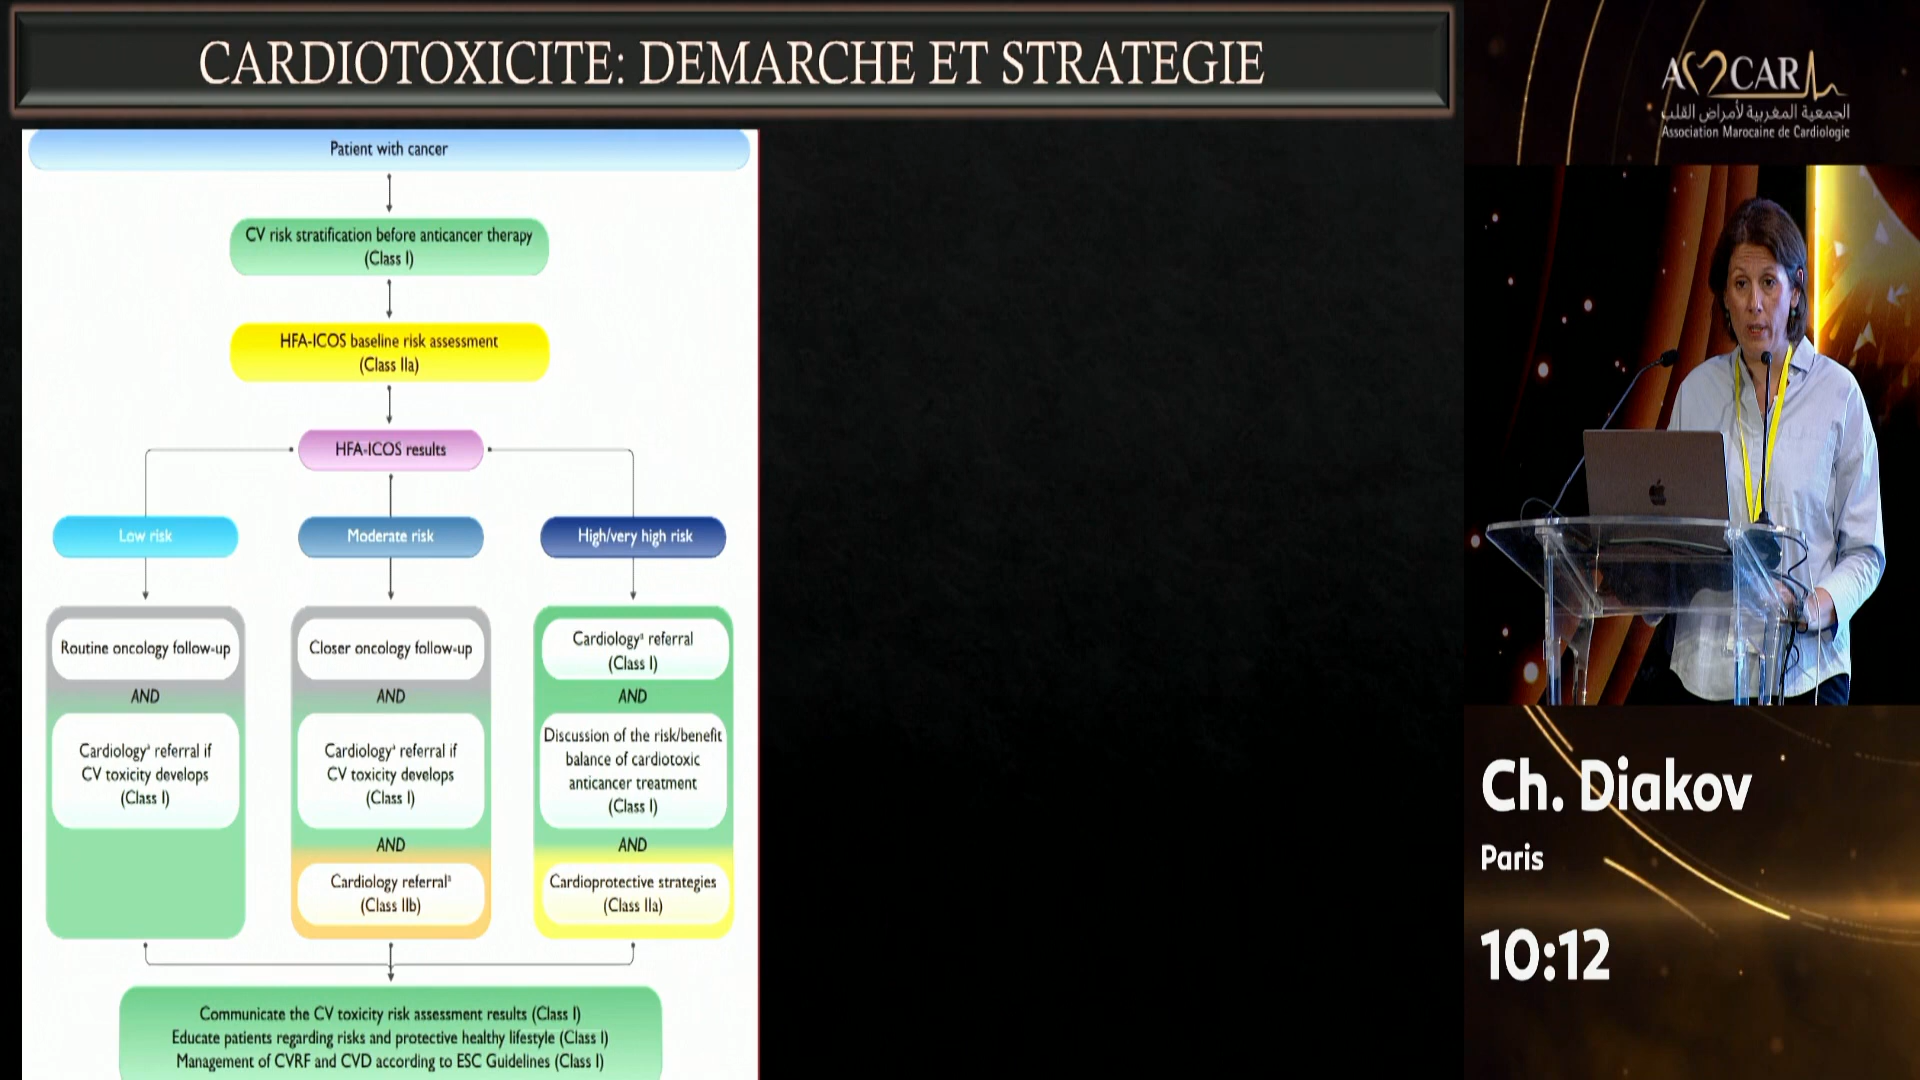 CARDIOTOXICITE: DEMARCHE ET STRATEGIE
Patient with cancer
CV risk stratification before anticancer therapy
(Class I)
HFA-ICOS baseline risk assessment
(Class IIa)
HFA-ICOS results
Low risk
Moderate risk
High/very high risk
Routine oncology follow-up
AND
Cardiologyª referral if
CV toxicity develops
(Class I)
Closer oncology follow-up
AND
Cardiologyª referral if
CV toxicity develops
(Class I)
AND
Cardiology referralª
(Class IIb)
Cardiologyª referral
(Class I)
AND
Discussion of the risk/benefit
balance of cardiotoxic
anticancer treatment
(Class I)
AND
Cardioprotective strategies
(Class IIa)
Communicate the CV toxicity risk assessment results (Class I)
Educate patients regarding risks and protective healthy lifestyle (Class I)
Management of CVRF and CVD according to ESC Guidelines (Class I)
AMCAR
الجمعية المغربية لأمراض القلب
Association Marocaine de Cardiologie
Ch. Diakov
Paris
10:12